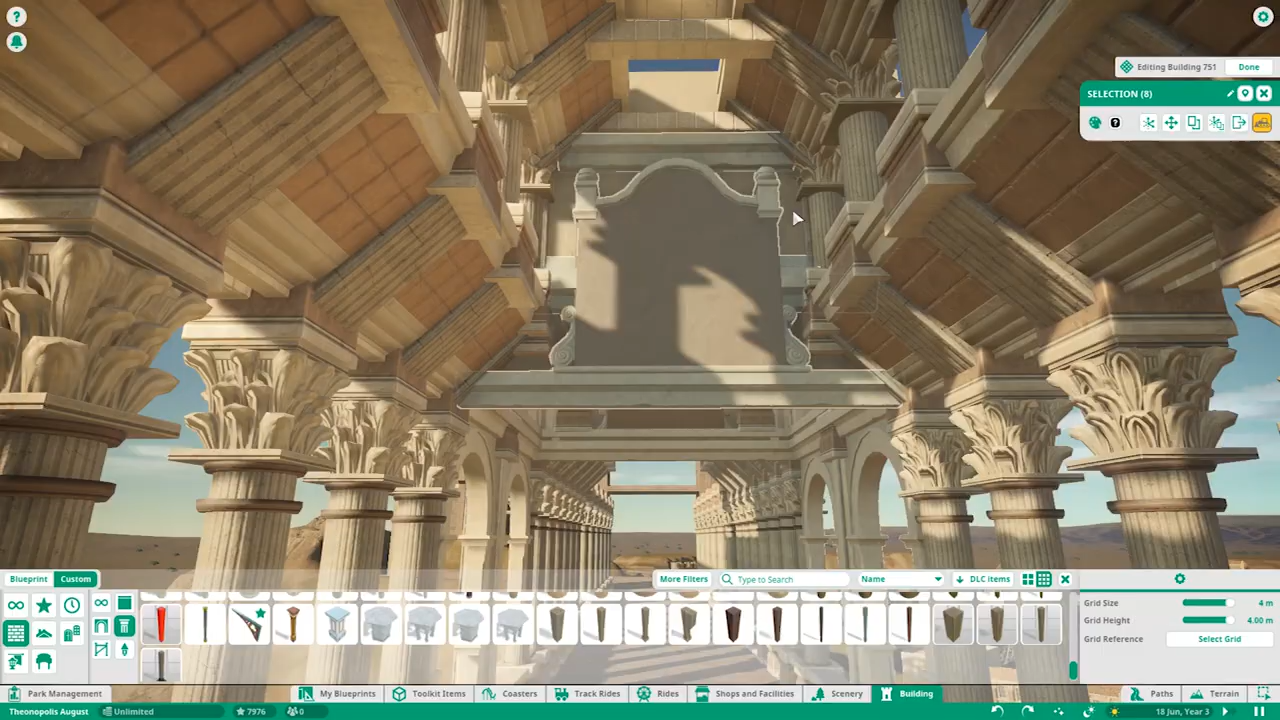 ?
Editing Building 751 Done
SELECTION (8)
?
Blueprint Custom More Filters Type to Search Name DLC items
Grid Size 4 m
Grid Height 4.00 m
Grid Reference Select Grid
Park Management My Blueprints Toolkit Items Coasters Track Rides Rides Shops and Facilities Scenery Building Paths Terrain
Theonopolis August Unlimited 7976 0 18 Jun, Year 3